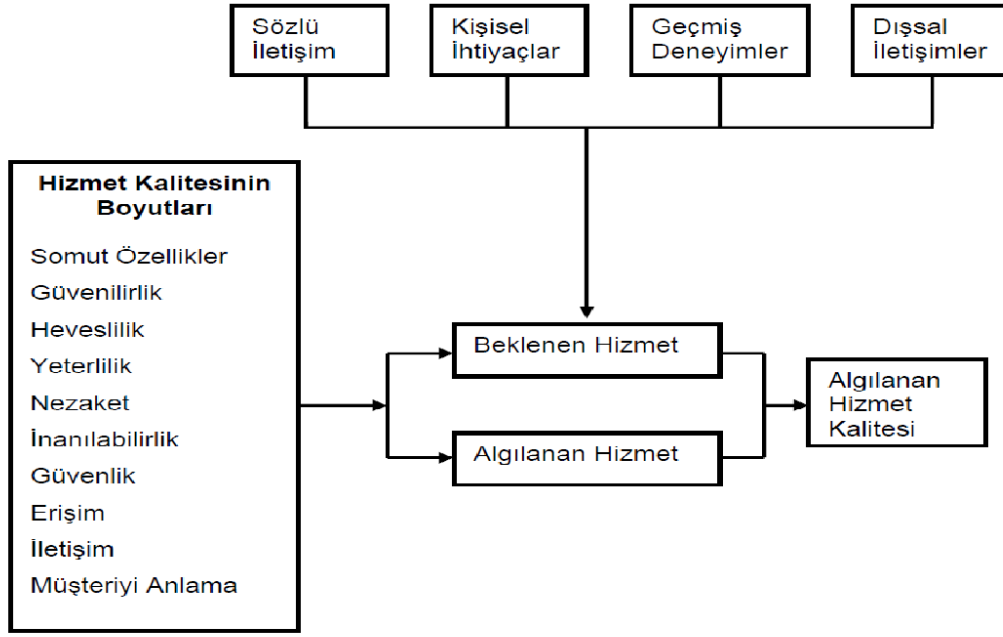 Sözlü
İletişim
Kişisel
İhtiyaçlar
Geçmiş
Deneyimler
Dışsal
İletişimler
Hizmet Kalitesinin
Boyutları
Somut Özellikler
Güvenilirlik
Heveslilik
Yeterlilik
Nezaket
İnanılabilirlik
Güvenlik
Erişim
İletişim
Müşteriyi Anlama
Beklenen Hizmet
Algılanan Hizmet
Algılanan
Hizmet
Kalitesi